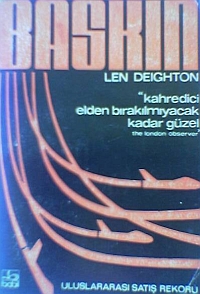 BASKIN
LEN DEIGHTON
"kahredici
elden bırakılmıyacak
kadar güzel"
the london observer
ULUSLARARASI SATIŞ REKORU